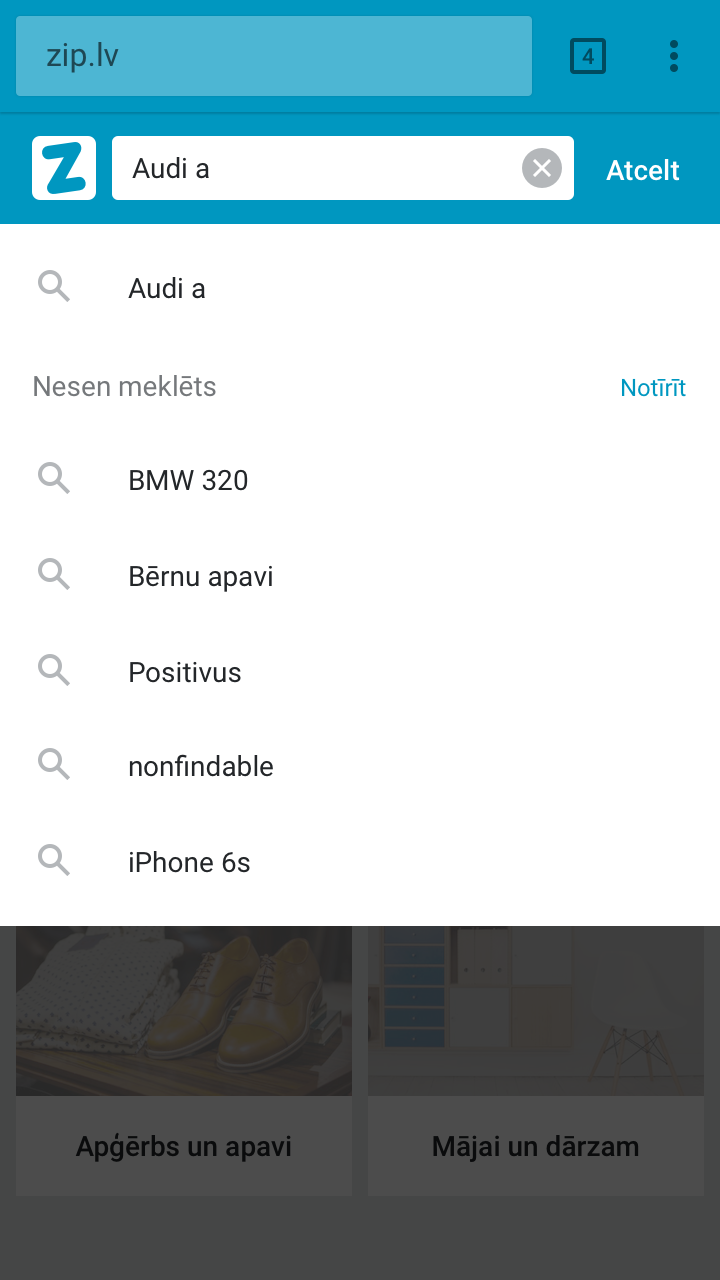 zip.lv
4
Z
Audi a
Atcelt
Audi a
Nesen meklēts
Notīrīt
BMW 320
Bērnu apavi
Positivus
nonfindable
iPhone 6s
Apģērbs un apavi
Mājai un dārzam